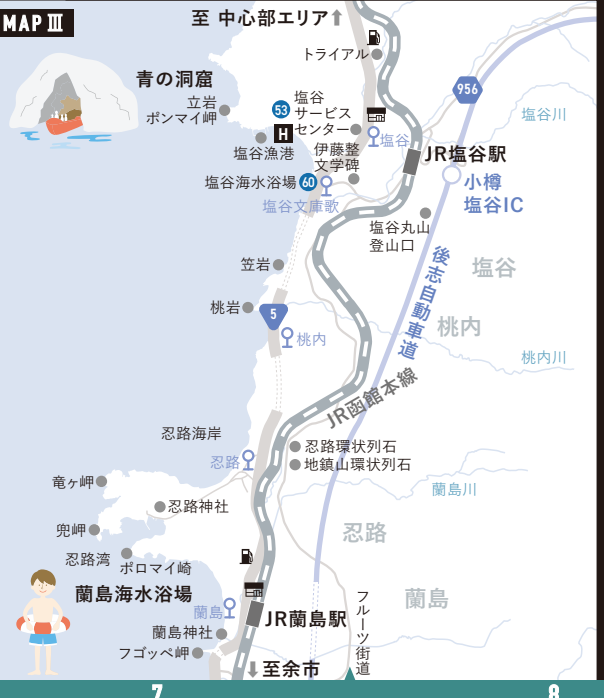 MAP Ⅲ
至 中心部エリア⬆
トライアル
956
青の洞窟
立岩
ポンマイ岬
53
塩谷
サービス
センター
H
塩谷漁港
塩谷
伊藤整
文学碑
JR塩谷駅
塩谷川
小樽
塩谷IC
塩谷海水浴場
60
塩谷文庫歌
塩谷丸山
登山口
笠岩
後志自動車道
塩谷
桃岩
5
桃内
桃内
桃内川
JR函館本線
忍路海岸
忍路
忍路環状列石
地鎮山環状列石
竜ヶ岬
忍路神社
蘭島川
兜岬
忍路
忍路湾
ポロマイ崎
蘭島海水浴場
蘭島
蘭島
JR蘭島駅
フルーツ街道
蘭島神社
フゴッペ岬
⬇至余市
7
8